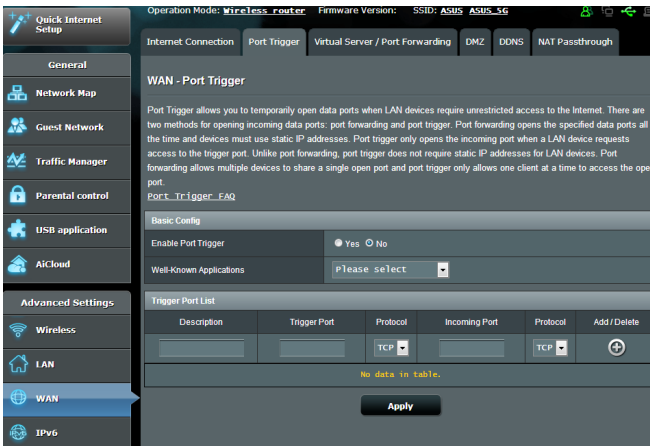 Quick Internet
Setup
General
Network Map
Guest Network
Traffic Manager
Parental control
USB application
AiCloud
Advanced Settings
Wireless
LAN
WAN
IPv6
Operation Mode: Wireless router Firmware Version: SSID: ASUS ASUS_5G
Internet Connection Port Trigger Virtual Server / Port Forwarding DMZ DDNS NAT Passthrough
WAN - Port Trigger
Port Trigger allows you to temporarily open data ports when LAN devices require unrestricted access to the Internet. There are
two methods for opening incoming data ports: port forwarding and port trigger. Port forwarding opens the specified data ports all
the time and devices must use static IP addresses. Port trigger only opens the incoming port when a LAN device requests
access to the trigger port. Unlike port forwarding, port trigger does not require static IP addresses for LAN devices. Port
forwarding allows multiple devices to share a single open port and port trigger only allows one client at a time to access the ope
port.
Port Trigger FAQ
Basic Config
Enable Port Trigger Yes No
Well-Known Applications Please select
Trigger Port List
Description Trigger Port Protocol Incoming Port Protocol Add / Delete
TCP TCP
No data in table.
Apply